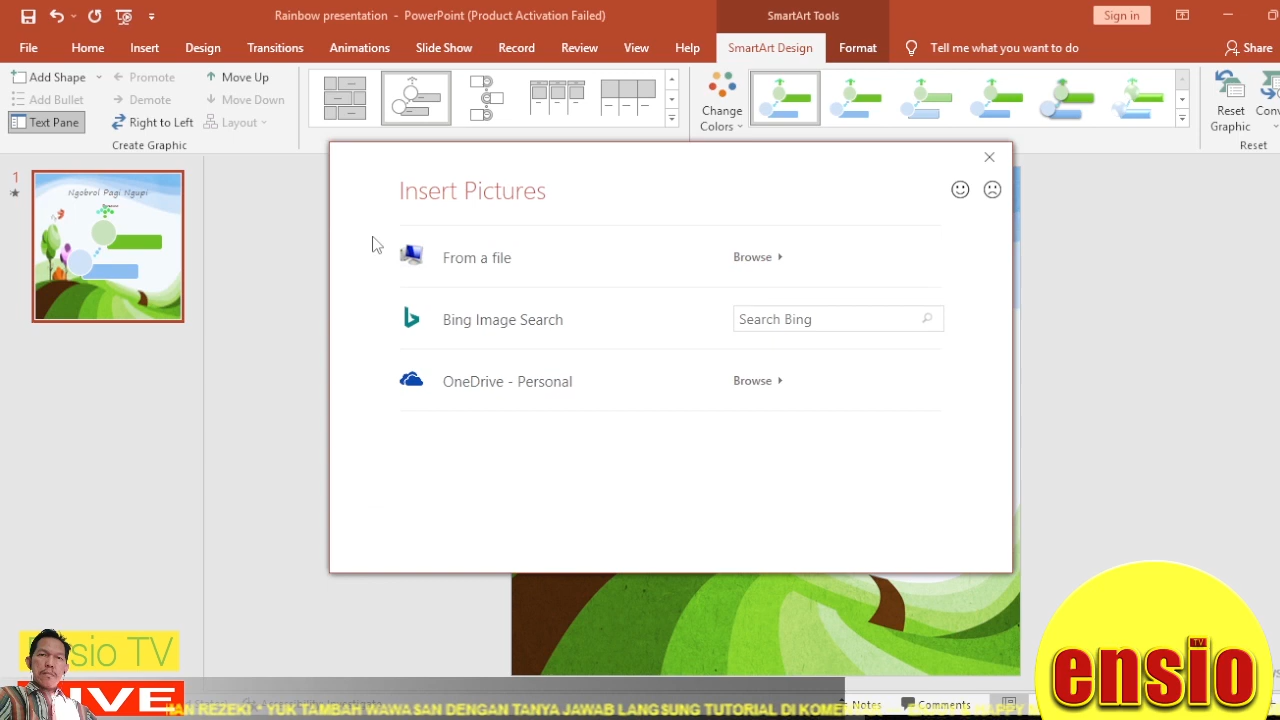 Rainbow presentation - PowerPoint (Product Activation Failed)
SmartArt Tools
Sign in
File Home Insert Design Transitions Animations Slide Show Record Review View Help SmartArt Design Format Tell me what you want to do Share
Add Shape Promote Move Up
Add Bullet Demote Move Down
Text Pane Right to Left Layout
Create Graphic
Change
Colors
Reset
Graphic
Reset
1
Ngobrol Pagi Ngupi
Insert Pictures
From a file Browse
Bing Image Search Search Bing
OneDrive - Personal Browse
Notes Comments
sio TV
IVE
REZEKI • YUK TAMBAH WAWASAN DENGAN TANYA JAWAB LANGSUNG TUTORIAL DI
ensio
TV